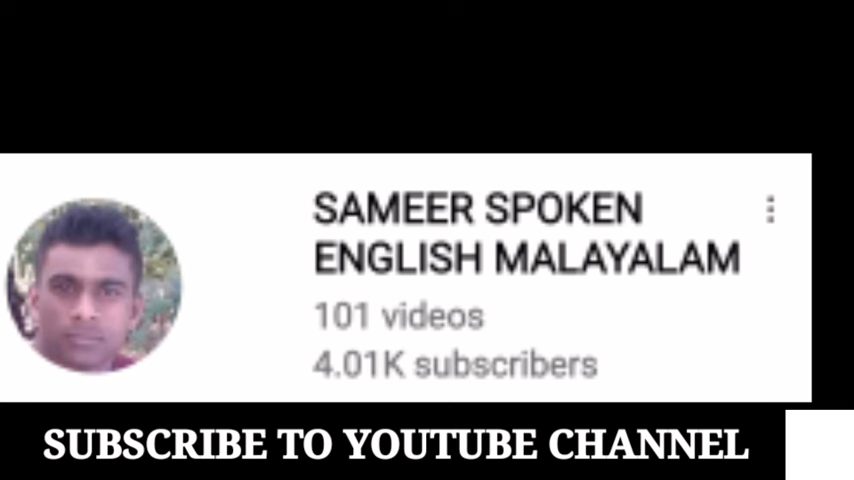 SAMEER SPOKEN
ENGLISH MALAYALAM
101 videos
4.01K subscribers
SUBSCRIBE TO YOUTUBE CHANNEL